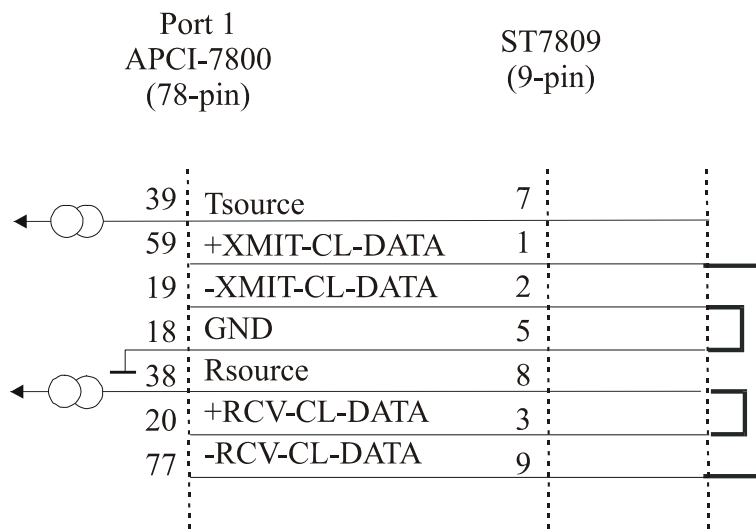 Port 1
APCI-7800
(78-pin)
ST7809
(9-pin)
39 Tsource 7
59 +XMIT-CL-DATA 1
19 -XMIT-CL-DATA 2
18 GND 5
38 Rsource 8
20 +RCV-CL-DATA 3
77 -RCV-CL-DATA 9